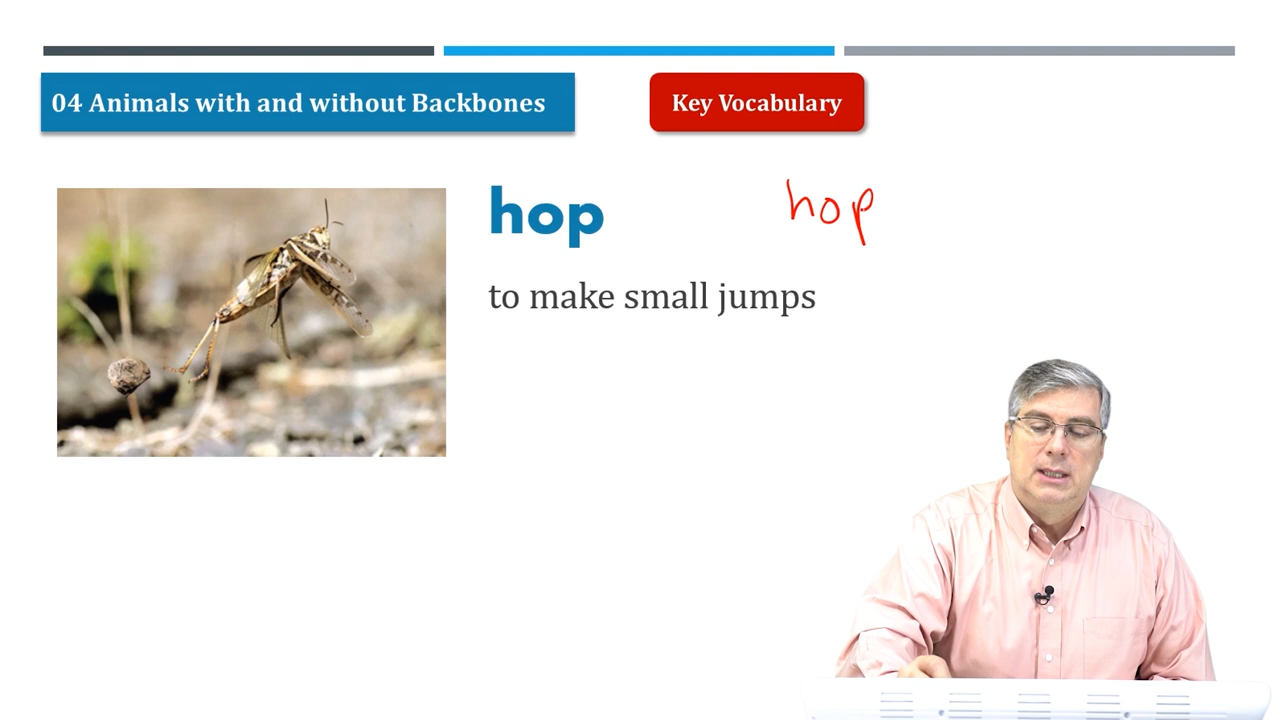 04 Animals with and without Backbones
Key Vocabulary
hop
hop
to make small jumps